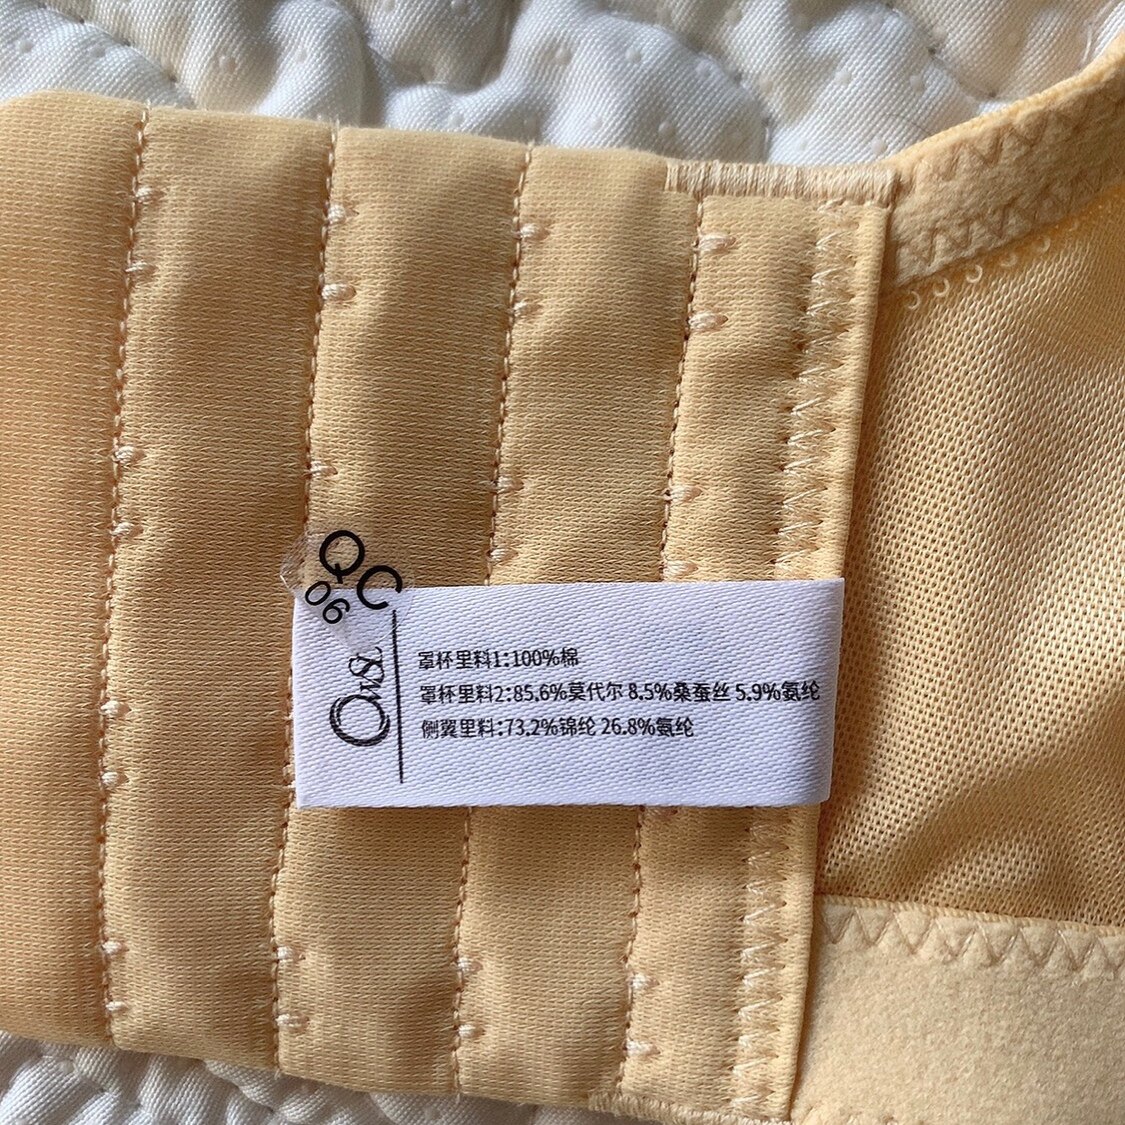 QC
06
罩杯里料1:100%棉
罩杯里料2:85.6%莫代尔 8.5%桑蚕丝 5.9%氨纶
侧翼里料:73.2%锦纶 26.8%氨纶